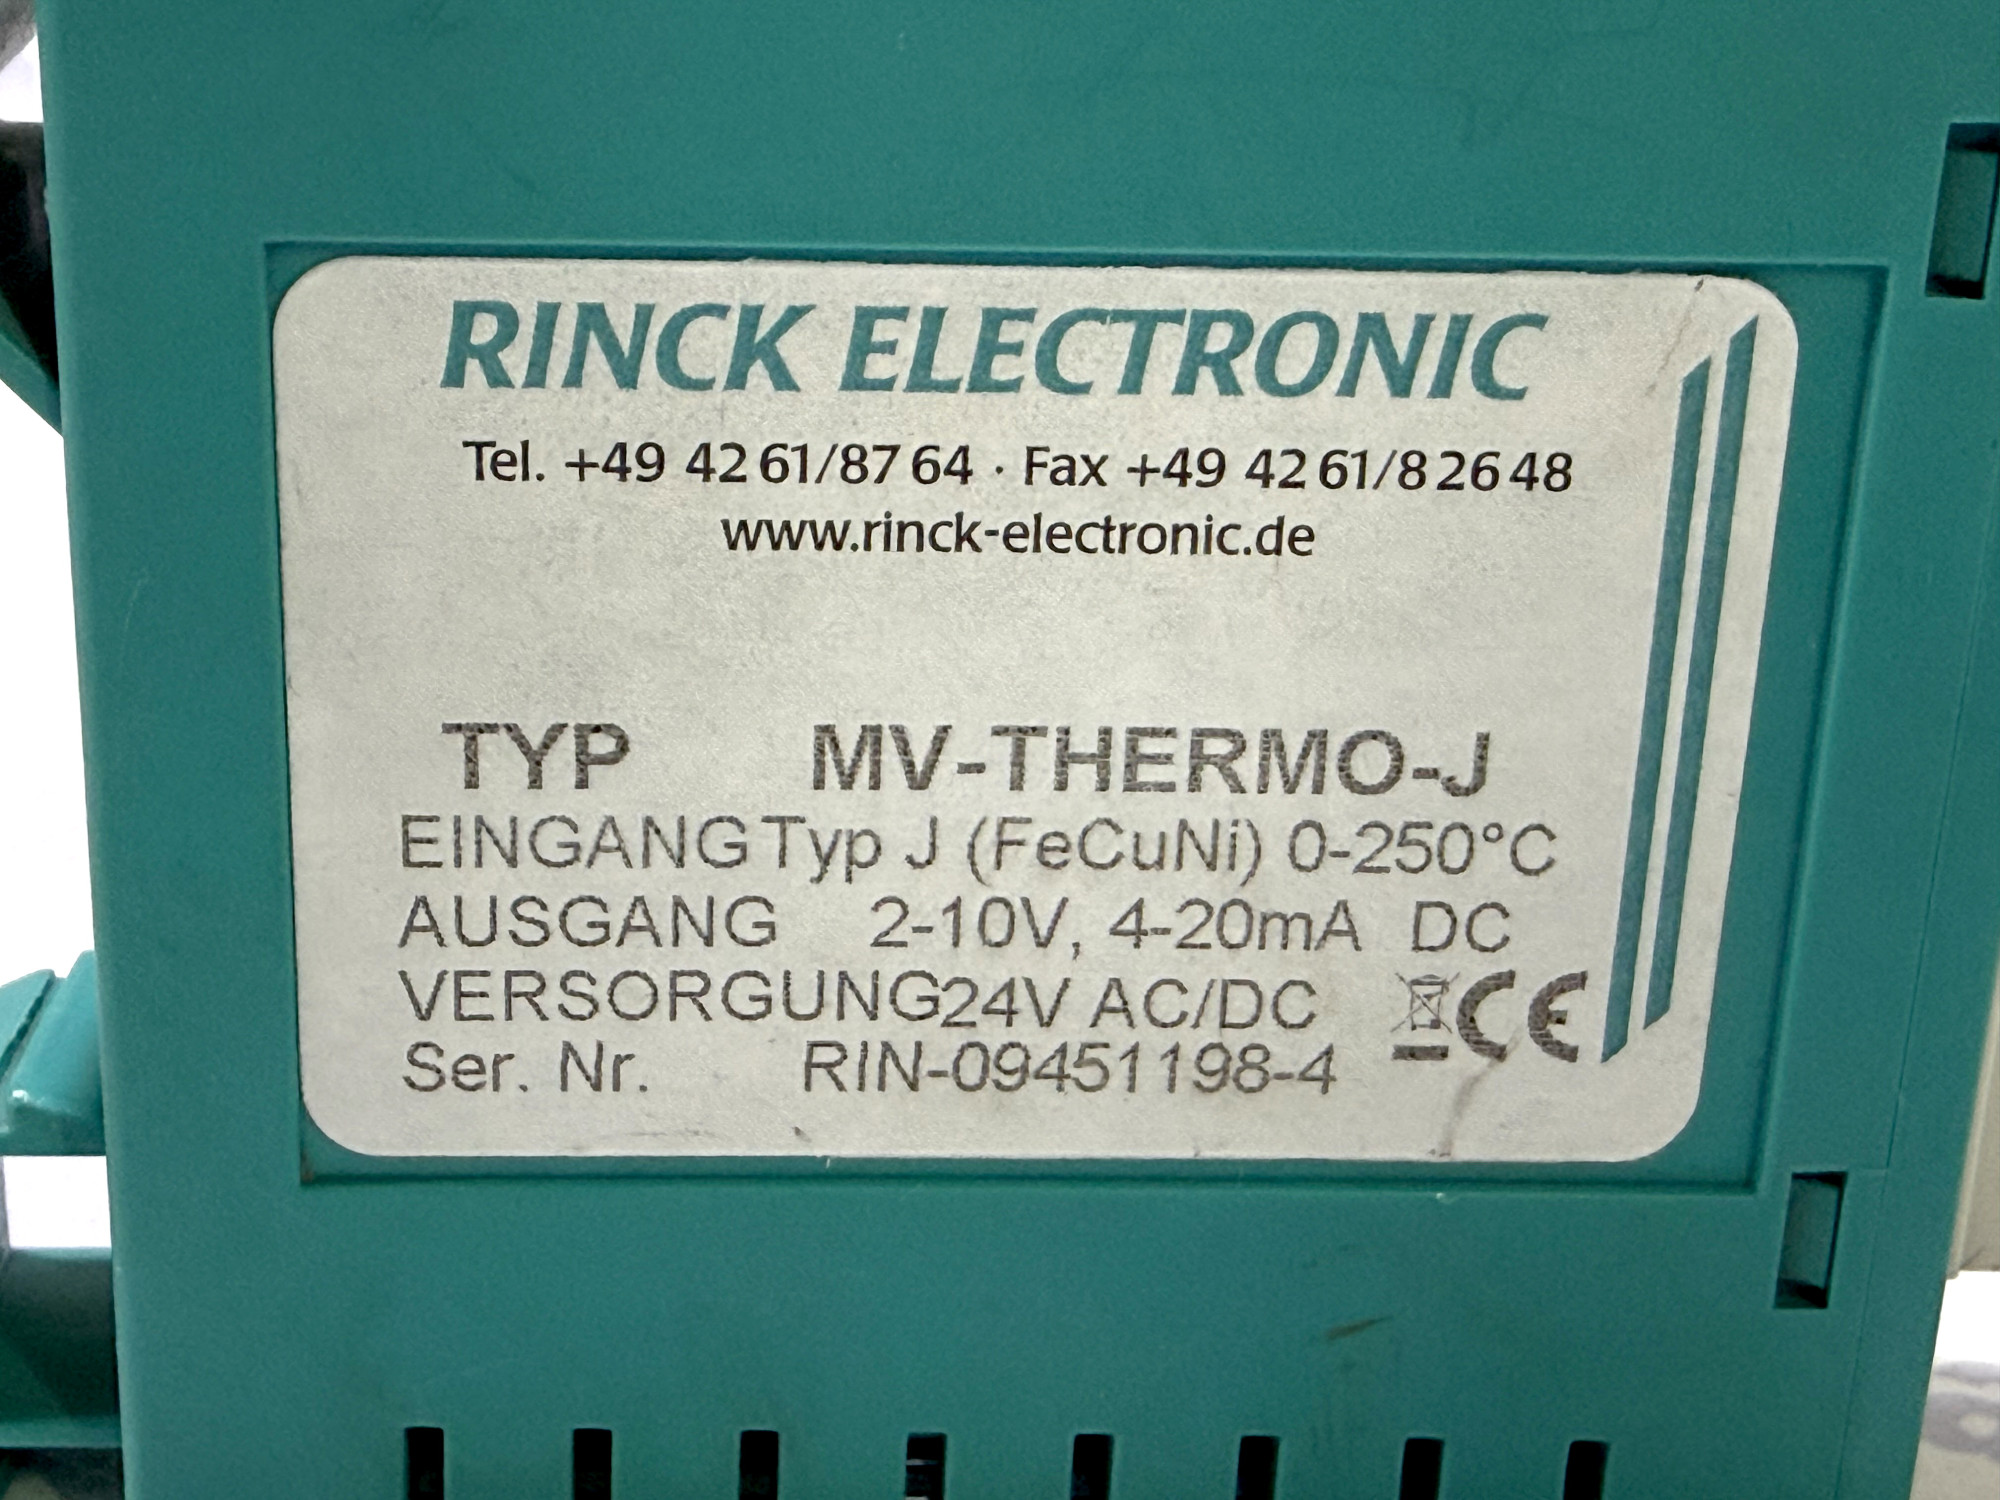 RINCK ELECTRONIC
Tel. +49 42 61/87 64 · Fax +49 42 61/8 26 48
www.rinck-electronic.de
TYP MV-THERMO-J
EINGANG Typ J (FeCuNi) 0-250°C
AUSGANG 2-10V, 4-20mA DC
VERSORGUNG 24V AC/DC CE
Ser. Nr. RIN-09451198-4